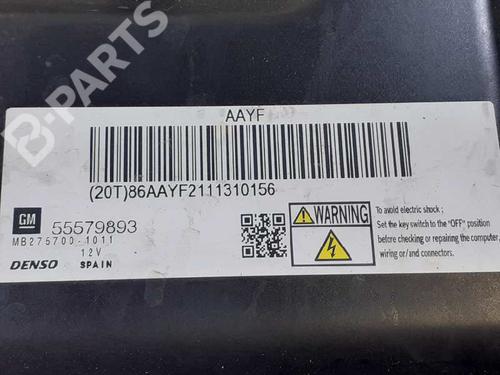 B-PARTS
AAYF
(20T)86AAYF2111310156
GM 55579893
MB275700-1011
12V
DENSO SPAIN
WARNING
To avoid electric shock ;
Set the key switch to the "OFF" position
before checking or repairing the computer,
wiring or/and connectors.